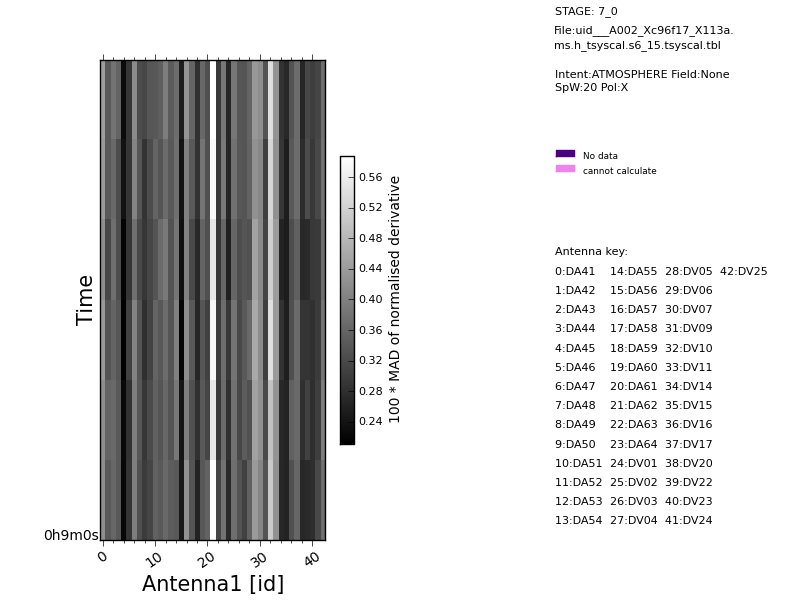 STAGE: 7_0
File:uid___A002_Xc96f17_X113a.
ms.h_tsyscal.s6_15.tsyscal.tbl
Intent:ATMOSPHERE Field:None
SpW:20 Pol:X
No data
cannot calculate
Antenna key:
0:DA41 14:DA55 28:DV05 42:DV25
1:DA42 15:DA56 29:DV06
2:DA43 16:DA57 30:DV07
3:DA44 17:DA58 31:DV09
4:DA45 18:DA59 32:DV10
5:DA46 19:DA60 33:DV11
6:DA47 20:DA61 34:DV14
7:DA48 21:DA62 35:DV15
8:DA49 22:DA63 36:DV16
9:DA50 23:DA64 37:DV17
10:DA51 24:DV01 38:DV20
11:DA52 25:DV02 39:DV22
12:DA53 26:DV03 40:DV23
13:DA54 27:DV04 41:DV24
Time
0h9m0s
0 10 20 30 40
Antenna1 [id]
0.56
0.52
0.48
0.44
0.40
0.36
0.32
0.28
0.24
100 * MAD of normalised derivative